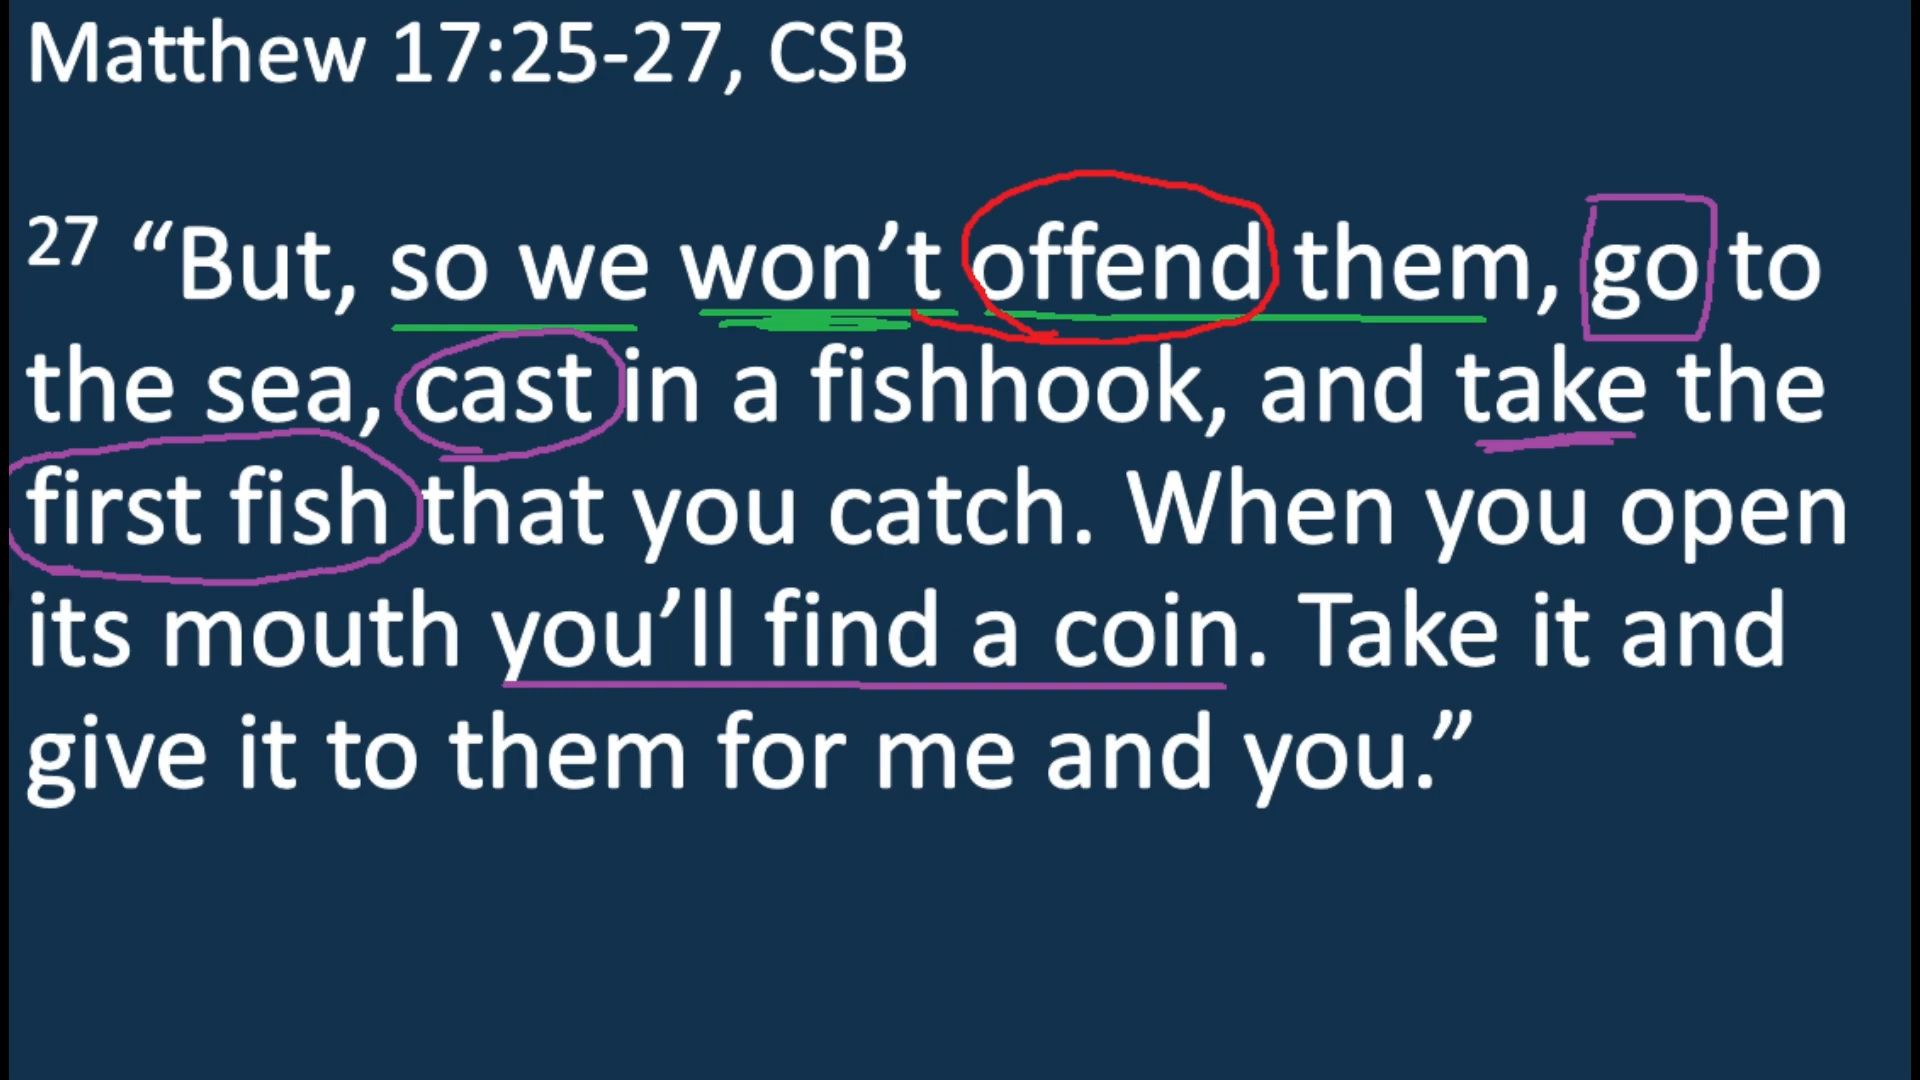 Matthew 17:25-27, CSB
27 “But, so we won’t offend them, go to
the sea, cast in a fishhook, and take the
first fish that you catch. When you open
its mouth you’ll find a coin. Take it and
give it to them for me and you.”